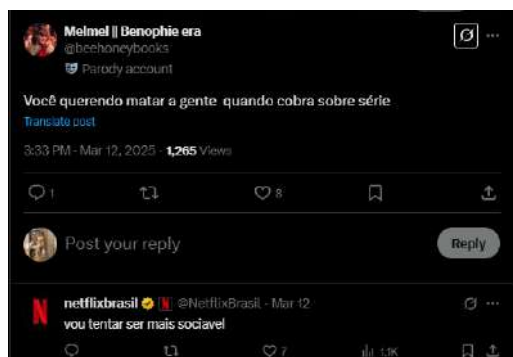 Melmel || Benophie era
@beehoneybooks
Parody account
Você querendo matar a gente quando cobra sobre série
Translate post
3:33 PM - Mar 12, 2025 - 1,265 Views
1
8
Post your reply
Reply
netflixbrasil @NetflixBrasil - Mar 12
vou tentar ser mais sociavel
7
1.1K